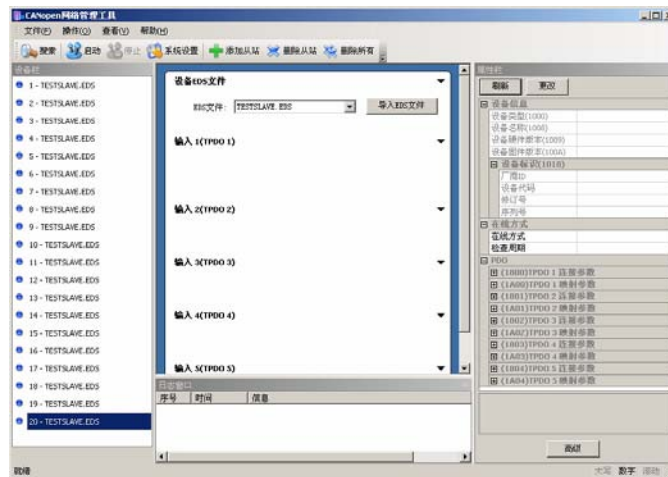 CANopen网络管理工具
文件(F) 操作(O) 查看(V) 帮助(H)
搜索 启动 停止 系统设置 添加从站 删除从站 删除所有
设备栏
1 - TESTSLAVE.EDS
2 - TESTSLAVE.EDS
3 - TESTSLAVE.EDS
4 - TESTSLAVE.EDS
5 - TESTSLAVE.EDS
6 - TESTSLAVE.EDS
7 - TESTSLAVE.EDS
8 - TESTSLAVE.EDS
9 - TESTSLAVE.EDS
10 - TESTSLAVE.EDS
11 - TESTSLAVE.EDS
12 - TESTSLAVE.EDS
13 - TESTSLAVE.EDS
14 - TESTSLAVE.EDS
15 - TESTSLAVE.EDS
16 - TESTSLAVE.EDS
17 - TESTSLAVE.EDS
18 - TESTSLAVE.EDS
19 - TESTSLAVE.EDS
20 - TESTSLAVE.EDS
设备EDS文件
EDS文件: TESTSLAVE.EDS 导入EDS文件
输入 1(TPDO 1)
输入 2(TPDO 2)
输入 3(TPDO 3)
输入 4(TPDO 4)
输入 5(TPDO 5)
日志窗口
序号 时间 信息
属性栏
刷新 更改
设备信息
设备类型(1000)
设备名称(1008)
设备硬件版本(1009)
设备固件版本(100A)
设备标识(1018)
厂商ID
设备代码
修订号
序列号
在线方式
在线方式
检查周期
PDO
(1800)TPDO 1 连接参数
(1A00)TPDO 1 映射参数
(1801)TPDO 2 连接参数
(1A01)TPDO 2 映射参数
(1802)TPDO 3 连接参数
(1A02)TPDO 3 映射参数
(1803)TPDO 4 连接参数
(1A03)TPDO 4 映射参数
(1804)TPDO 5 连接参数
(1A04)TPDO 5 映射参数
高级
就绪
大写 数字 滚动